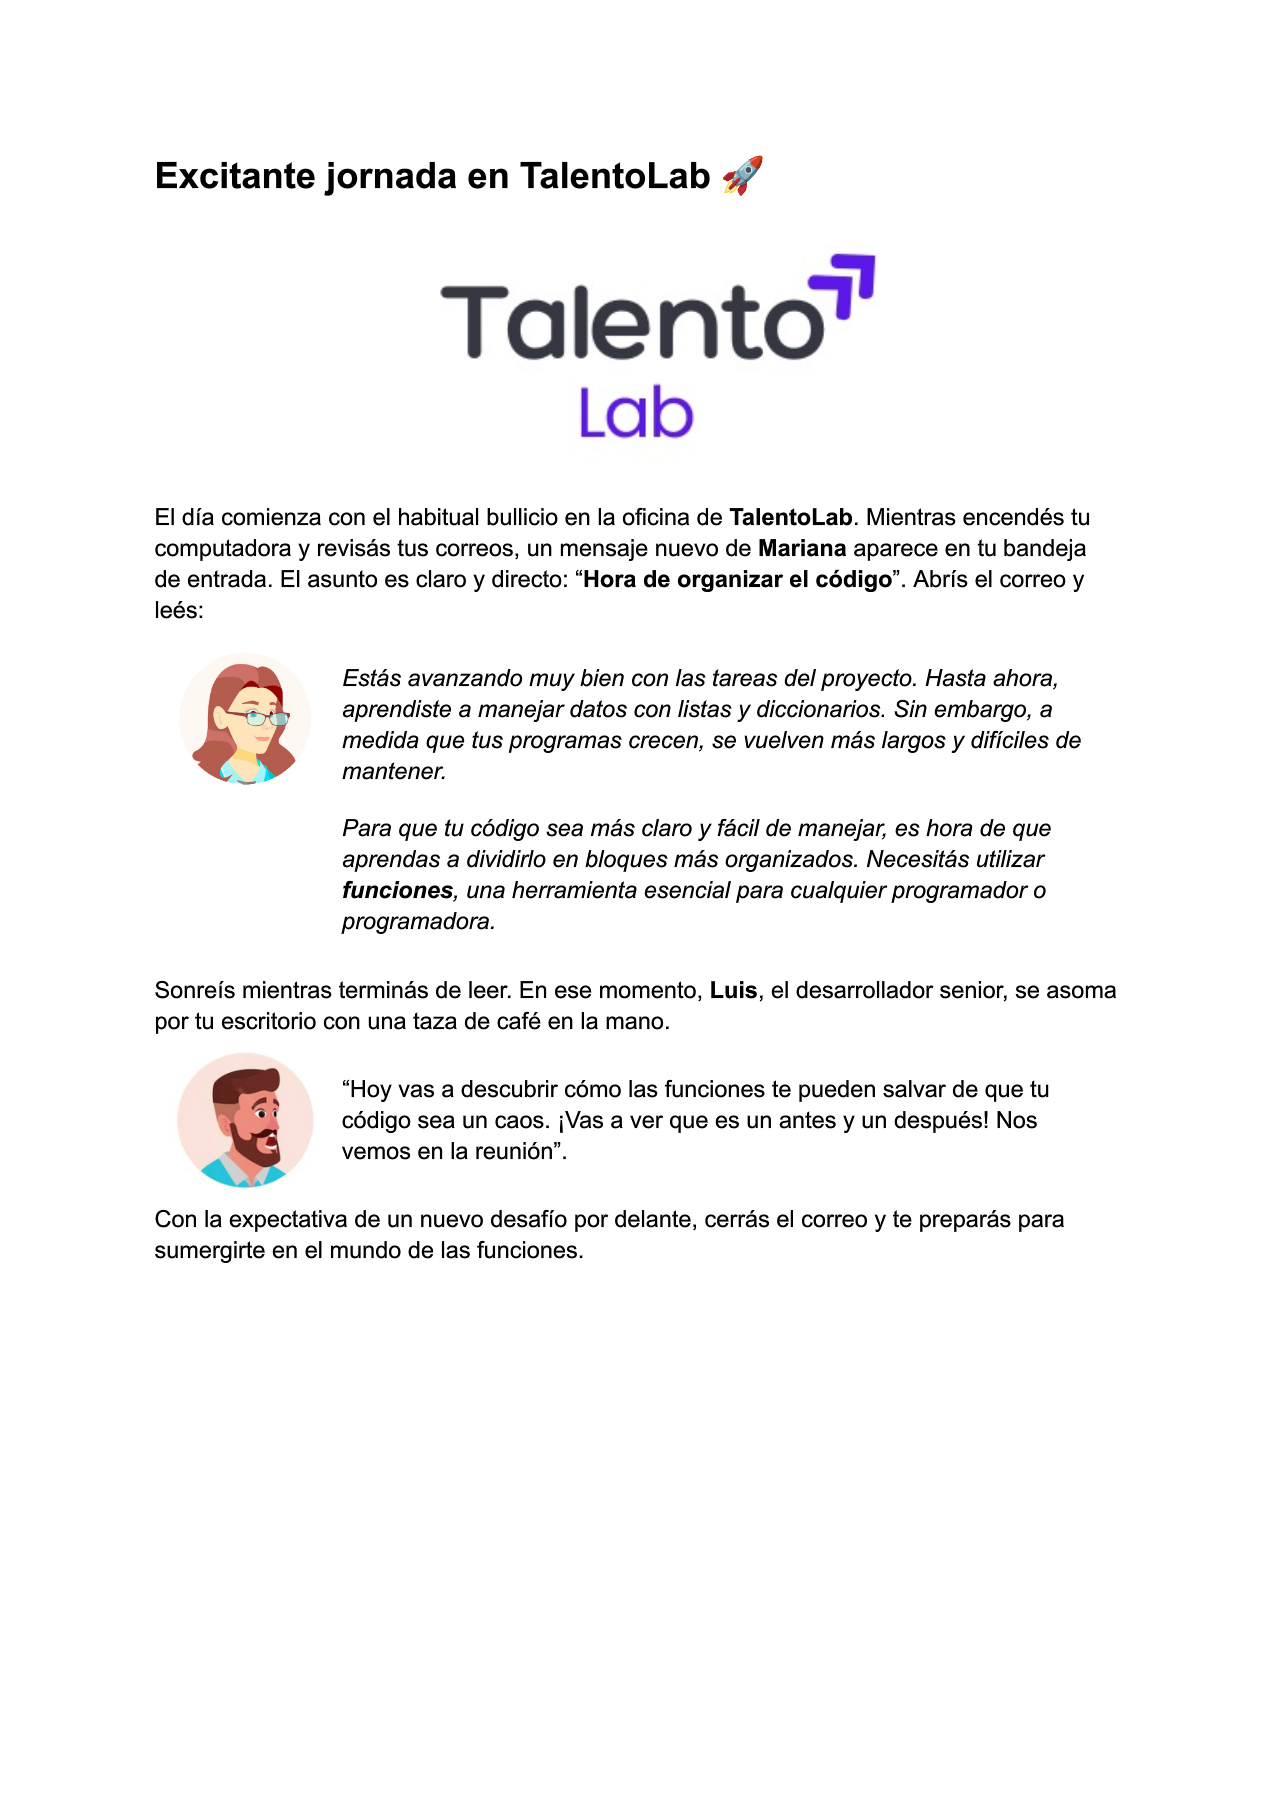 Excitante jornada en TalentoLab 🚀
Talento
Lab
El día comienza con el habitual bullicio en la oficina de TalentoLab. Mientras encendés tu
computadora y revisás tus correos, un mensaje nuevo de Mariana aparece en tu bandeja
de entrada. El asunto es claro y directo: “Hora de organizar el código”. Abrís el correo y
leés:
Estás avanzando muy bien con las tareas del proyecto. Hasta ahora,
aprendiste a manejar datos con listas y diccionarios. Sin embargo, a
medida que tus programas crecen, se vuelven más largos y difíciles de
mantener.
Para que tu código sea más claro y fácil de manejar, es hora de que
aprendas a dividirlo en bloques más organizados. Necesitás utilizar
funciones, una herramienta esencial para cualquier programador o
programadora.
Sonreís mientras terminás de leer. En ese momento, Luis, el desarrollador senior, se asoma
por tu escritorio con una taza de café en la mano.
“Hoy vas a descubrir cómo las funciones te pueden salvar de que tu
código sea un caos. ¡Vas a ver que es un antes y un después! Nos
vemos en la reunión”.
Con la expectativa de un nuevo desafío por delante, cerrás el correo y te preparás para
sumergirte en el mundo de las funciones.